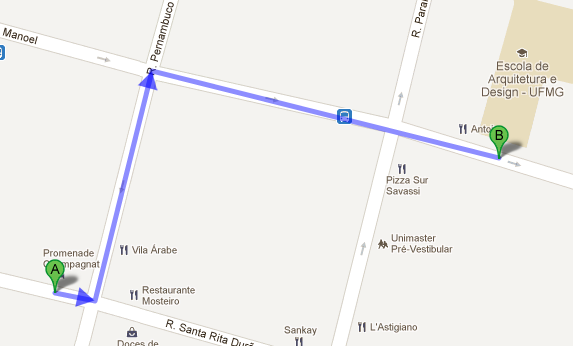 Manoel
R. Pernambuco
R. Para
Escola de
Arquitetura e
Design - UFMG
B
Pizza Sur
Savassi
Unimaster
Pré-Vestibular
Promenade
A
Vila Árabe
Restaurante
Mosteiro
R. Santa Rita Durã
Sankay
L'Astigiano
Doces de